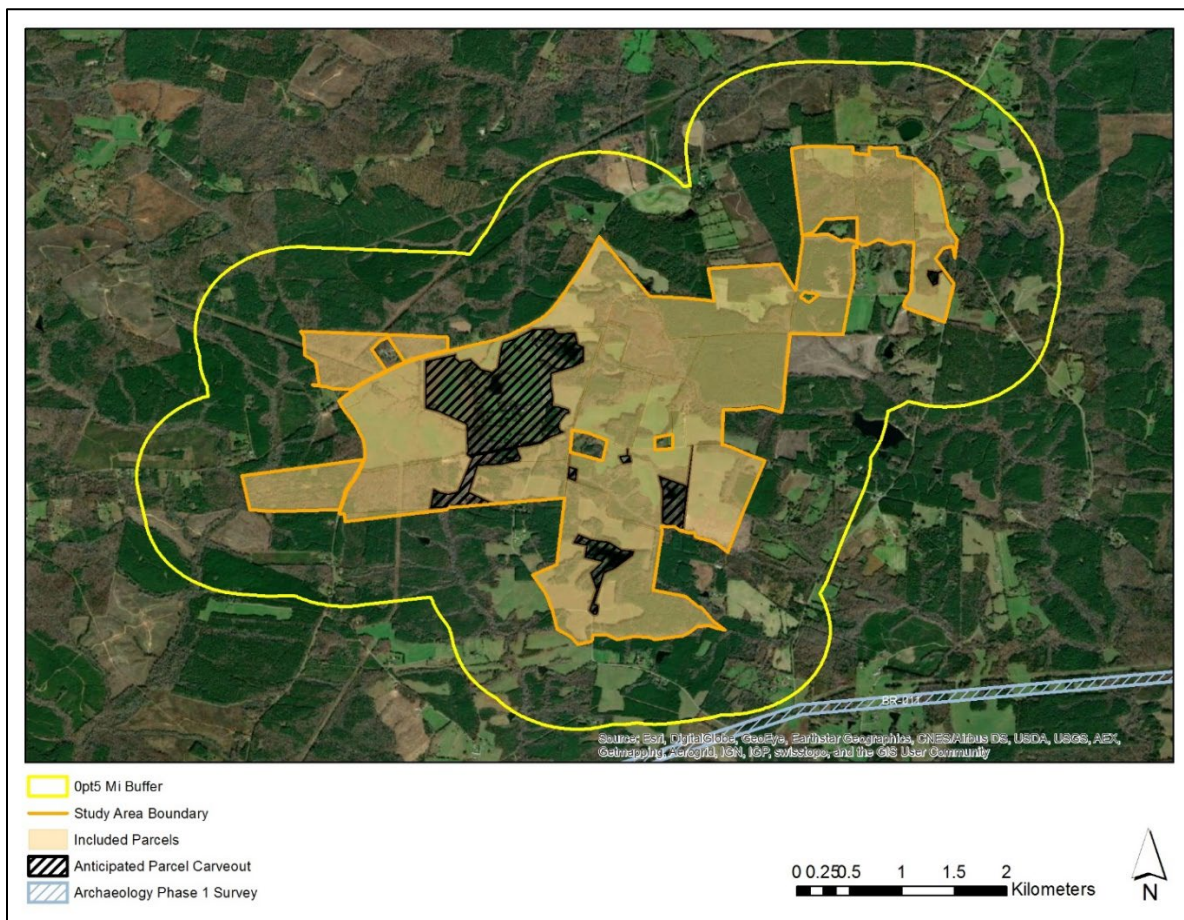 BR-014
Source: Esri, DigitalGlobe, GeoEye, Earthstar Geographics, CNES/Airbus DS, USDA, USGS, AEX,
Getmapping, Aerogrid, IGN, IGP, swisstopo, and the GIS User Community
0pt5 Mi Buffer
Study Area Boundary
Included Parcels
Anticipated Parcel Carveout
Archaeology Phase 1 Survey
0 0.25 0.5 1 1.5 2
Kilometers
N